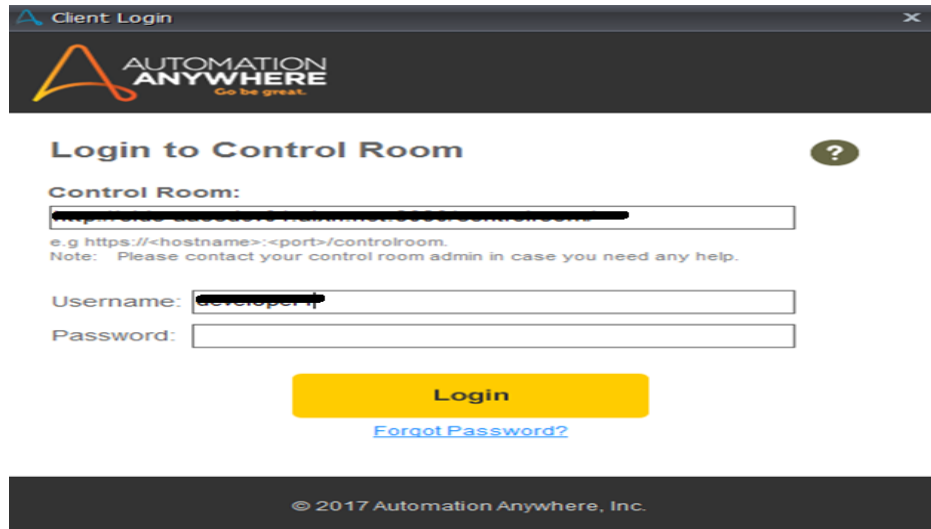 Client Login
AUTOMATION
ANYWHERE
Go be great.
Login to Control Room
?
Control Room:
e.g https://<hostname>:<port>/controlroom.
Note: Please contact your control room admin in case you need any help.
Username:
Password:
Login
Forgot Password?
© 2017 Automation Anywhere, Inc.